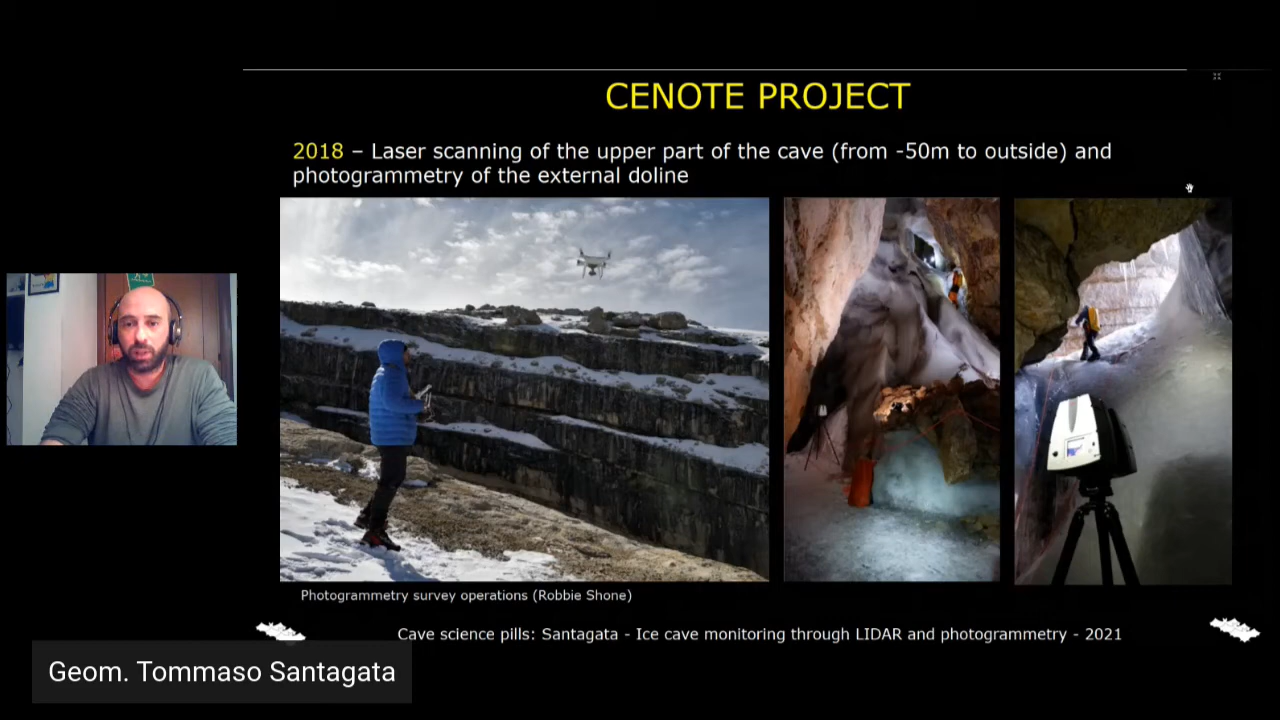 CENOTE PROJECT
2018 – Laser scanning of the upper part of the cave (from -50m to outside) and
photogrammetry of the external doline
Photogrammetry survey operations (Robbie Shone)
Cave science pills: Santagata - Ice cave monitoring through LIDAR and photogrammetry - 2021
Geom. Tommaso Santagata